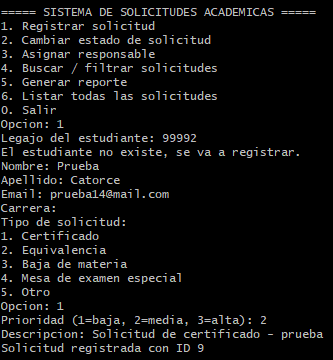 ===== SISTEMA DE SOLICITUDES ACADEMICAS =====
1. Registrar solicitud
2. Cambiar estado de solicitud
3. Asignar responsable
4. Buscar / filtrar solicitudes
5. Generar reporte
6. Listar todas las solicitudes
0. Salir
Opcion: 1
Legajo del estudiante: 99992
El estudiante no existe, se va a registrar.
Nombre: Prueba
Apellido: Catorce
Email: prueba14@mail.com
Carrera:
Tipo de solicitud:
1. Certificado
2. Equivalencia
3. Baja de materia
4. Mesa de examen especial
5. Otro
Opcion: 1
Prioridad (1=baja, 2=media, 3=alta): 2
Descripcion: Solicitud de certificado - prueba
Solicitud registrada con ID 9